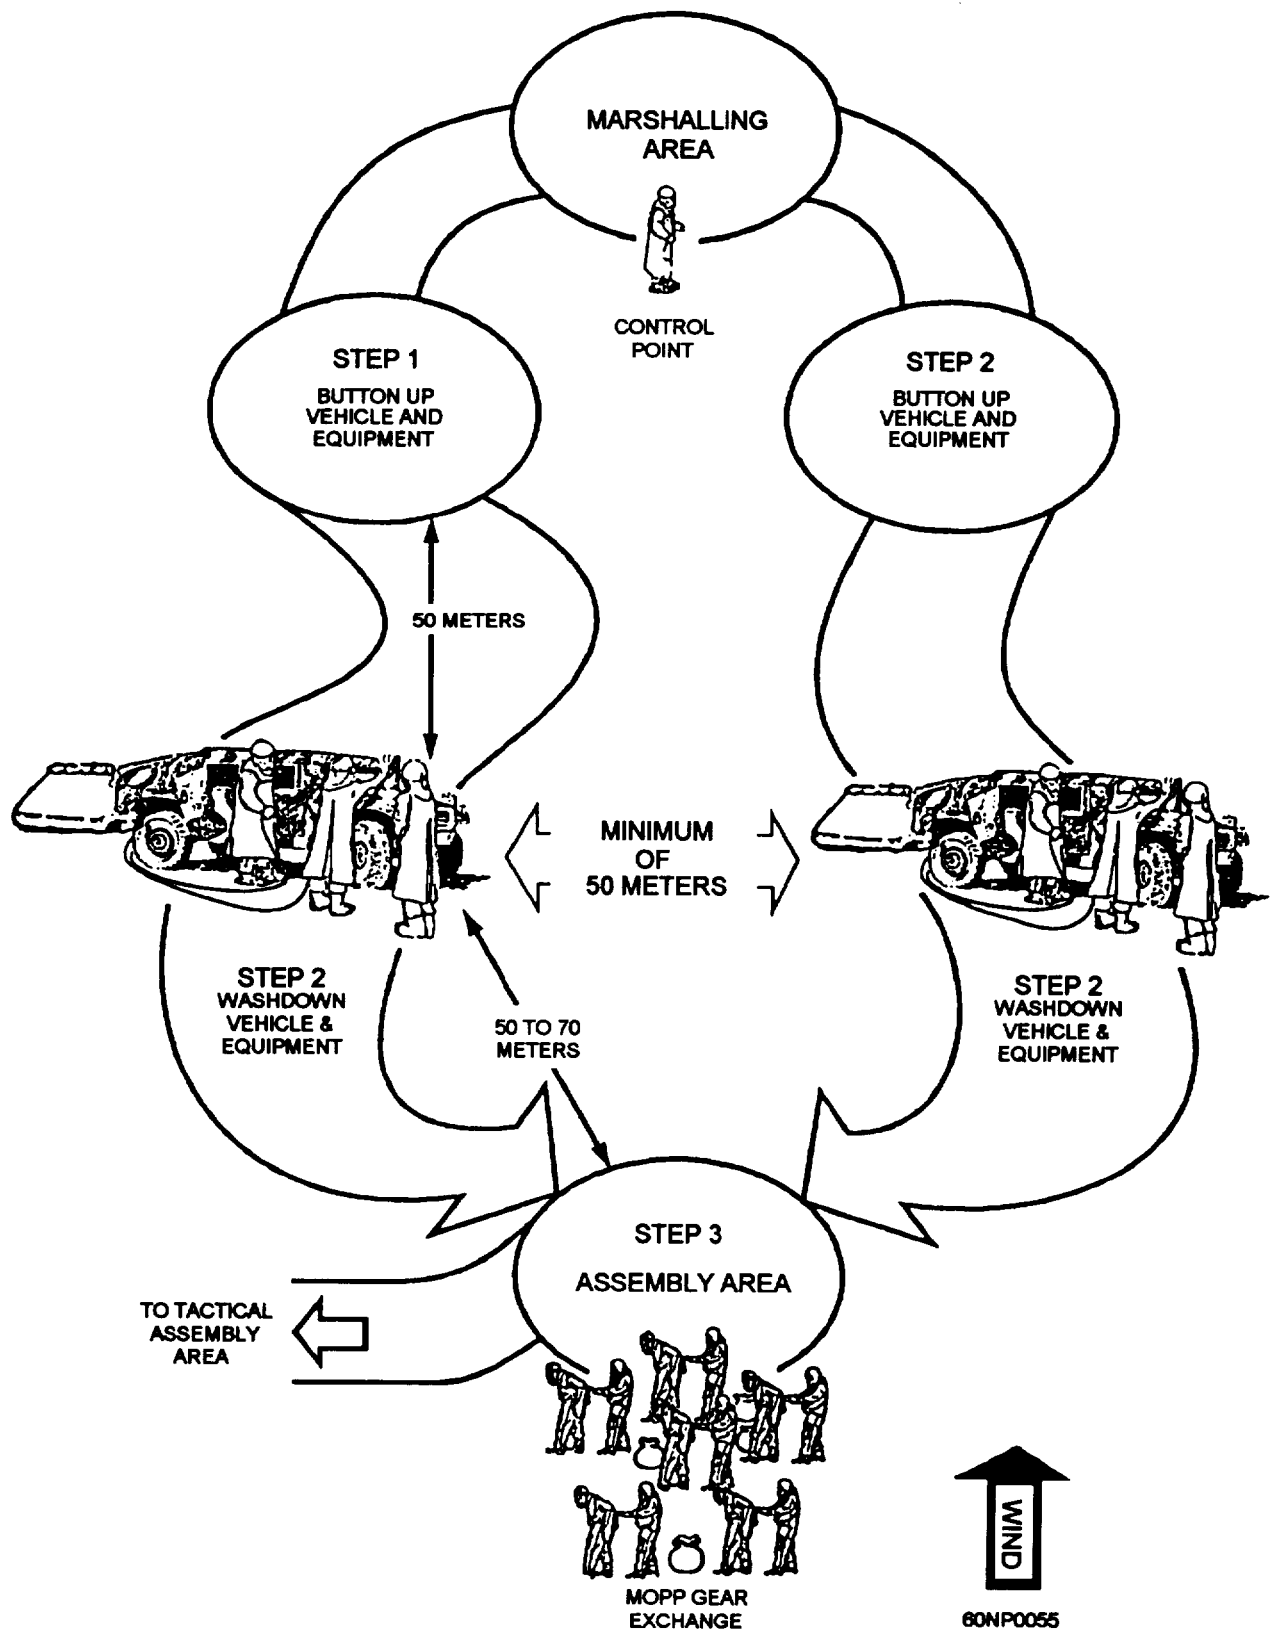 MARSHALLING
AREA
CONTROL
POINT
STEP 1
BUTTON UP
VEHICLE AND
EQUIPMENT
STEP 2
BUTTON UP
VEHICLE AND
EQUIPMENT
50 METERS
MINIMUM
OF
50 METERS
STEP 2
WASHDOWN
VEHICLE &
EQUIPMENT
50 TO 70
METERS
STEP 2
WASHDOWN
VEHICLE &
EQUIPMENT
STEP 3
ASSEMBLY AREA
TO TACTICAL
ASSEMBLY
AREA
WIND
MOPP GEAR
EXCHANGE
60NP0055